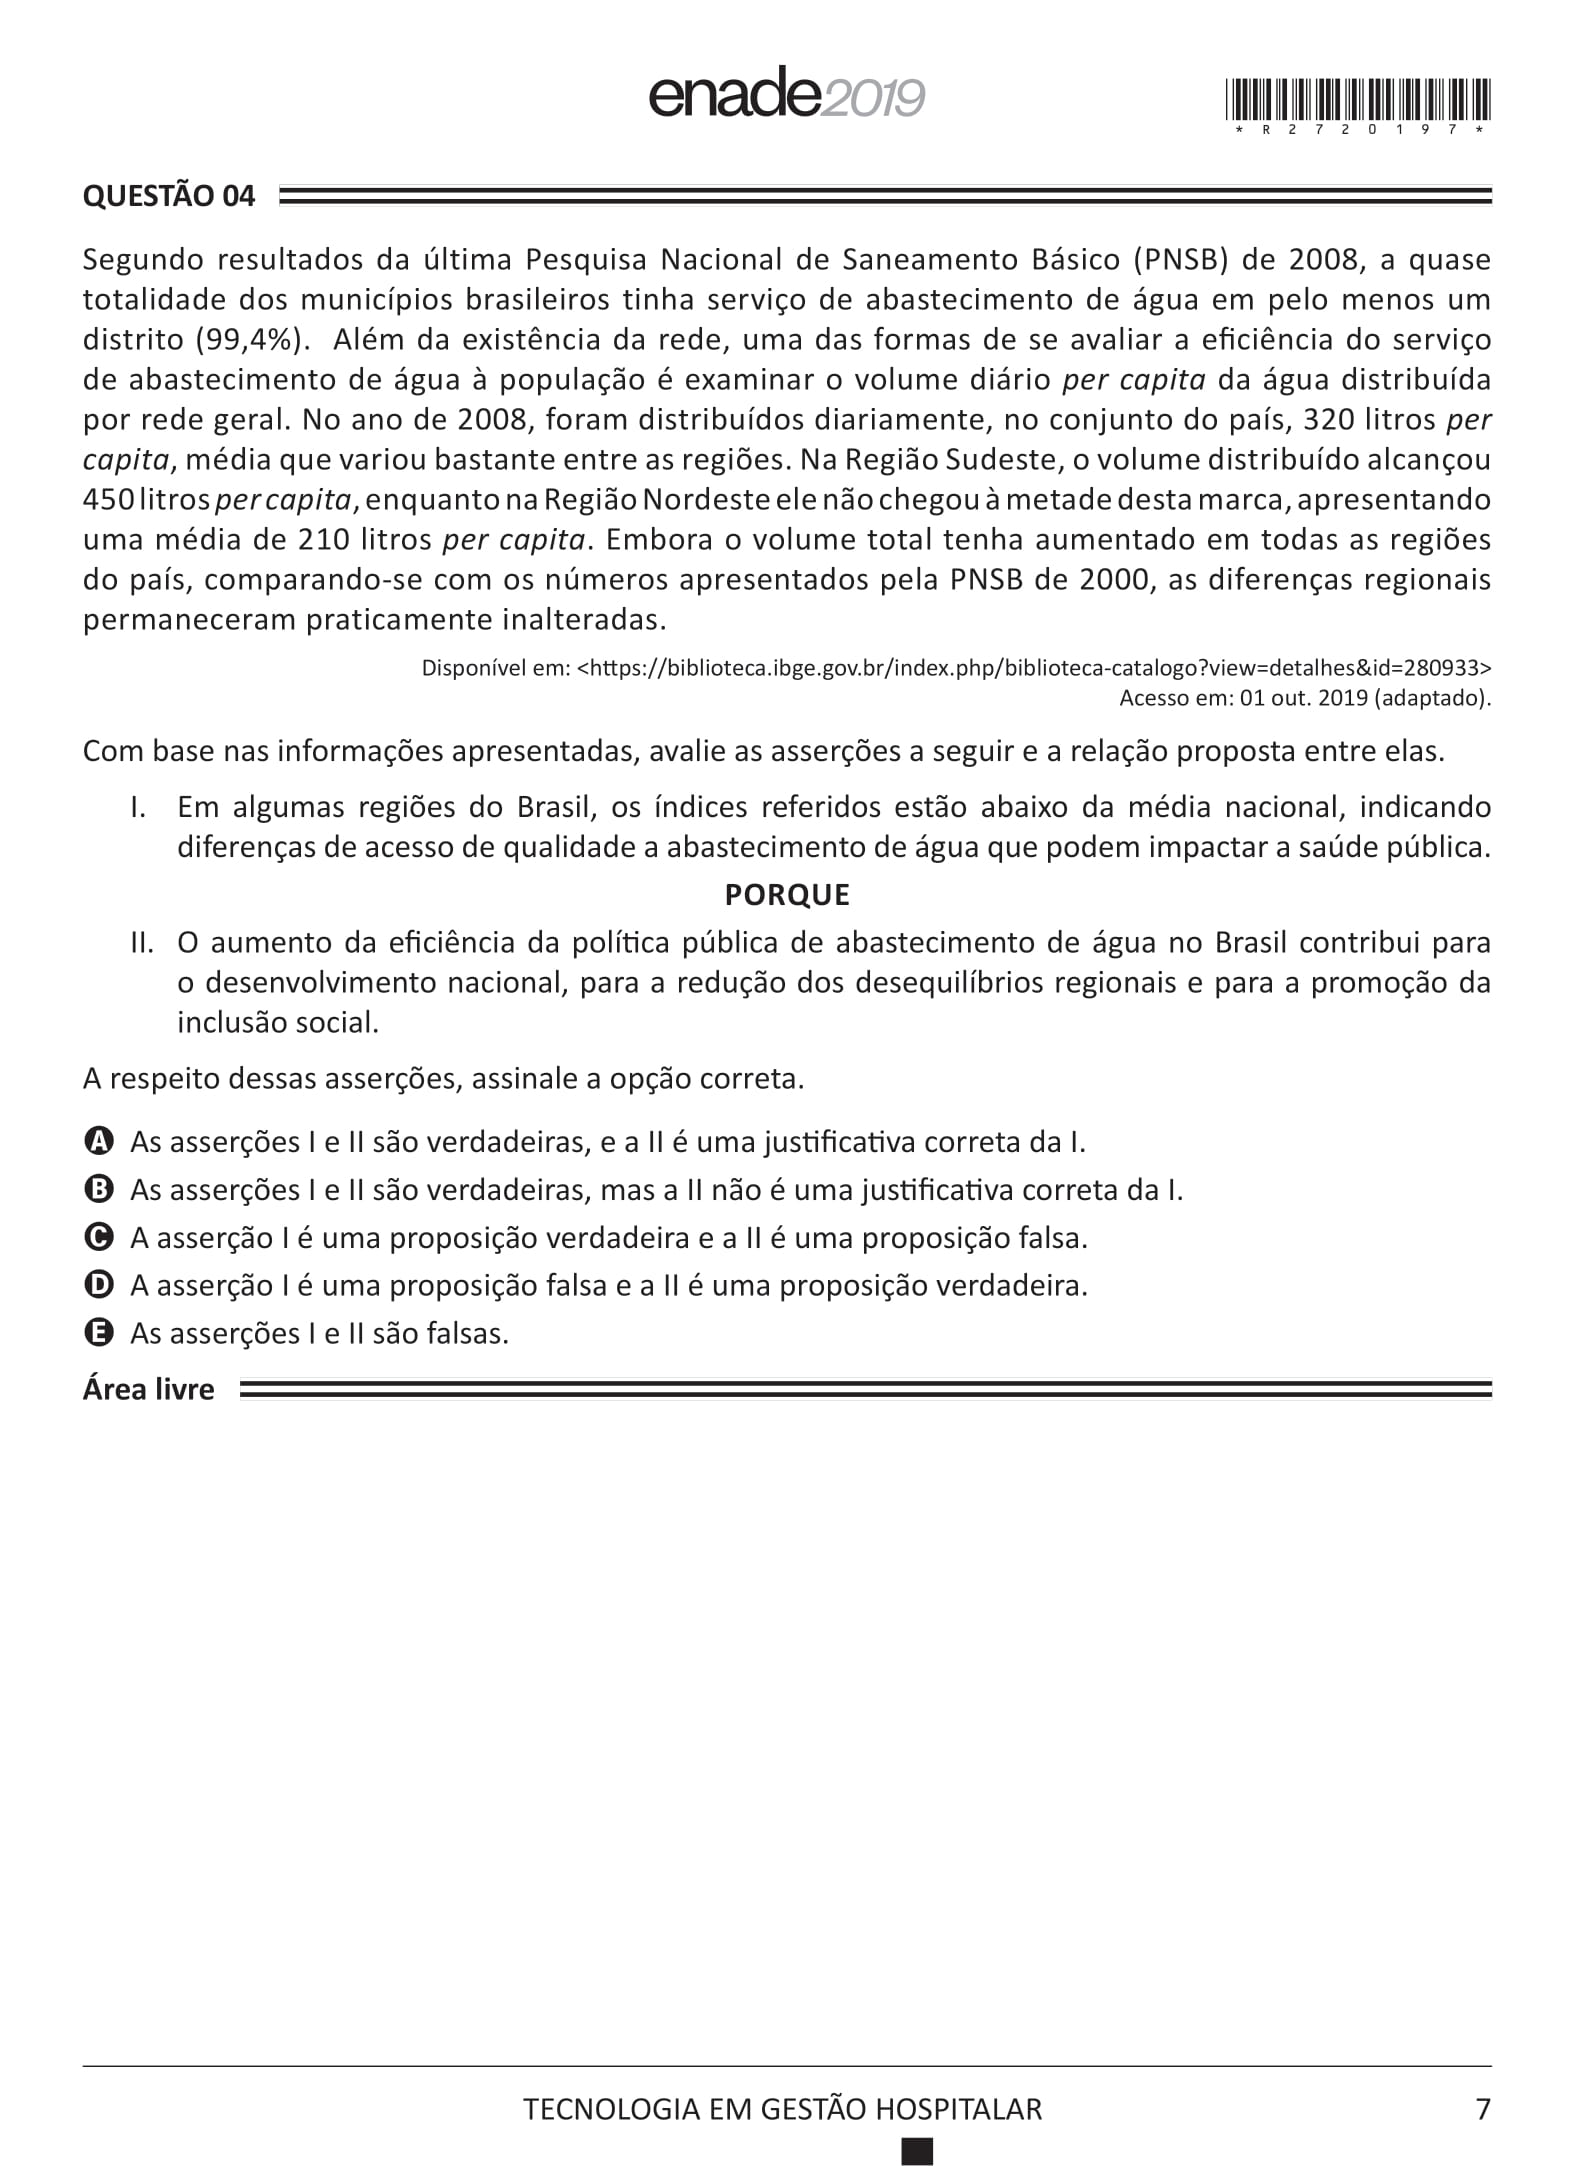 enade2019
*R2720197*
QUESTÃO 04
Segundo resultados da última Pesquisa Nacional de Saneamento Básico (PNSB) de 2008, a quase
totalidade dos municípios brasileiros tinha serviço de abastecimento de água em pelo menos um
distrito (99,4%). Além da existência da rede, uma das formas de se avaliar a eficiência do serviço
de abastecimento de água à população é examinar o volume diário per capita da água distribuída
por rede geral. No ano de 2008, foram distribuídos diariamente, no conjunto do país, 320 litros per
capita, média que variou bastante entre as regiões. Na Região Sudeste, o volume distribuído alcançou
450 litros per capita, enquanto na Região Nordeste ele não chegou à metade desta marca, apresentando
uma média de 210 litros per capita. Embora o volume total tenha aumentado em todas as regiões
do país, comparando-se com os números apresentados pela PNSB de 2000, as diferenças regionais
permaneceram praticamente inalteradas.
Disponível em: <https://biblioteca.ibge.gov.br/index.php/biblioteca-catalogo?view=detalhes&id=280933>
Acesso em: 01 out. 2019 (adaptado).
Com base nas informações apresentadas, avalie as asserções a seguir e a relação proposta entre elas.
I. Em algumas regiões do Brasil, os índices referidos estão abaixo da média nacional, indicando
diferenças de acesso de qualidade a abastecimento de água que podem impactar a saúde pública.
PORQUE
II. O aumento da eficiência da política pública de abastecimento de água no Brasil contribui para
o desenvolvimento nacional, para a redução dos desequilíbrios regionais e para a promoção da
inclusão social.
A respeito dessas asserções, assinale a opção correta.
A As asserções I e II são verdadeiras, e a II é uma justificativa correta da I.
B As asserções I e II são verdadeiras, mas a II não é uma justificativa correta da I.
C A asserção I é uma proposição verdadeira e a II é uma proposição falsa.
D A asserção I é uma proposição falsa e a II é uma proposição verdadeira.
E As asserções I e II são falsas.
Área livre
TECNOLOGIA EM GESTÃO HOSPITALAR 7